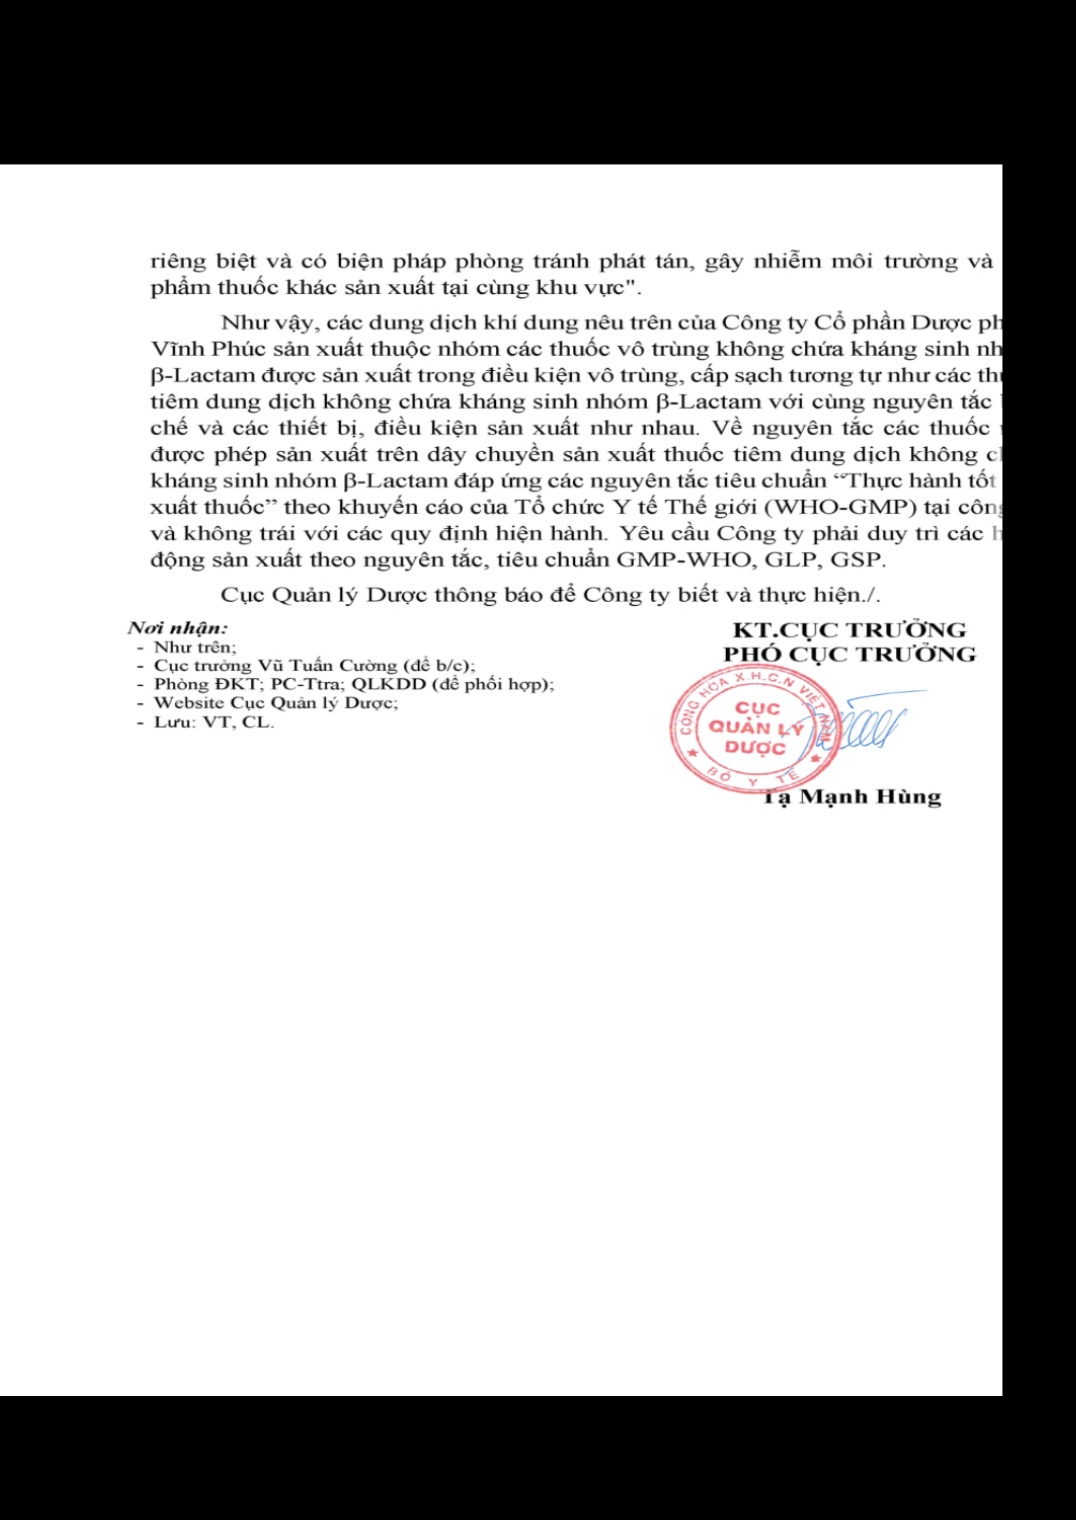 riêng biệt và có biện pháp phòng tránh phát tán, gây nhiễm môi trường và
phẩm thuốc khác sản xuất tại cùng khu vực".
Như vậy, các dung dịch khí dung nêu trên của Công ty Cổ phần Dược ph
Vĩnh Phúc sản xuất thuộc nhóm các thuốc vô trùng không chứa kháng sinh nh
β-Lactam được sản xuất trong điều kiện vô trùng, cấp sạch tương tự như các thu
tiêm dung dịch không chứa kháng sinh nhóm β-Lactam với cùng nguyên tắc
chế và các thiết bị, điều kiện sản xuất như nhau. Về nguyên tắc các thuốc
được phép sản xuất trên dây chuyền sản xuất thuốc tiêm dung dịch không c
kháng sinh nhóm β-Lactam đáp ứng các nguyên tắc tiêu chuẩn “Thực hành tốt
xuất thuốc” theo khuyến cáo của Tổ chức Y tế Thế giới (WHO-GMP) tại công
và không trái với các quy định hiện hành. Yêu cầu Công ty phải duy trì các h
động sản xuất theo nguyên tắc, tiêu chuẩn GMP-WHO, GLP, GSP.
Cục Quản lý Dược thông báo để Công ty biết và thực hiện./.
Nơi nhận:
- Như trên;
- Cục trưởng Vũ Tuấn Cường (để b/c);
- Phòng ĐKT; PC-Ttra; QLKDD (để phối hợp);
- Website Cục Quản lý Dược;
- Lưu: VT, CL.
KT.CỤC TRƯỞNG
PHÓ CỤC TRƯỞNG
CỘNG HÒA X.H.C.N VIỆT NAM
CỤC
QUẢN LÝ
DƯỢC
BỘ Y TẾ
Tạ Mạnh Hùng